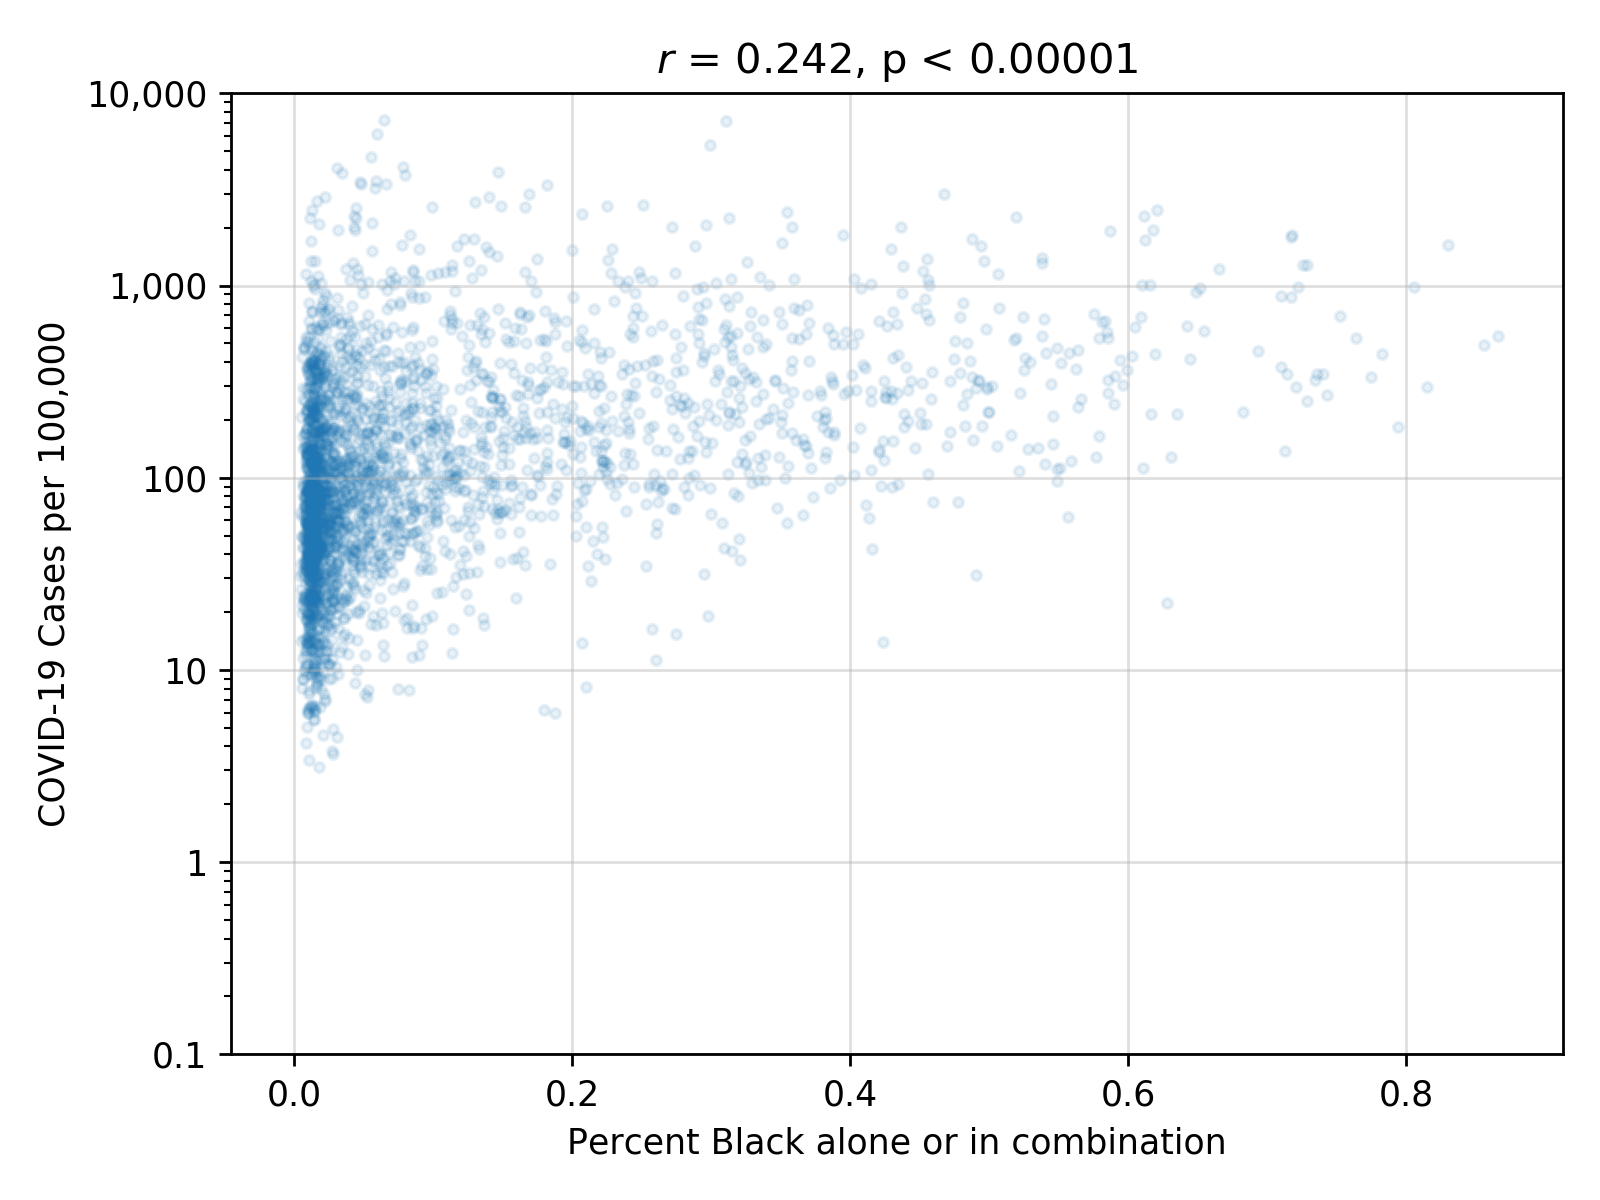 r = 0.242, p < 0.00001
10,000
1,000
100
10
1
0.1
COVID-19 Cases per 100,000
0.0 0.2 0.4 0.6 0.8
Percent Black alone or in combination